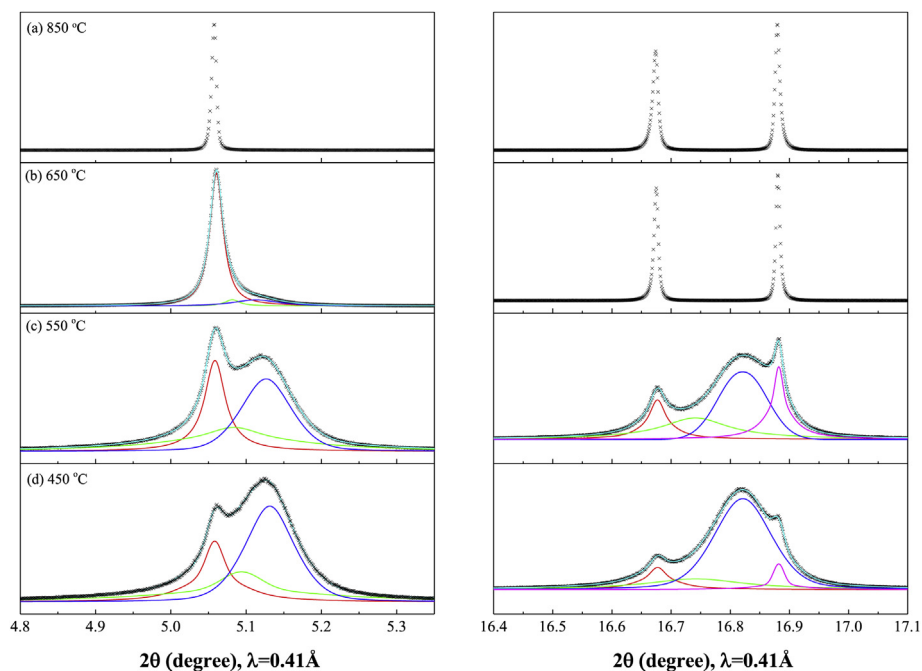 (a) 850 °C
(b) 650 °C
(c) 550 °C
(d) 450 °C
4.8 4.9 5.0 5.1 5.2 5.3
16.4 16.5 16.6 16.7 16.8 16.9 17.0 17.1
2θ (degree), λ=0.41Å
2θ (degree), λ=0.41Å